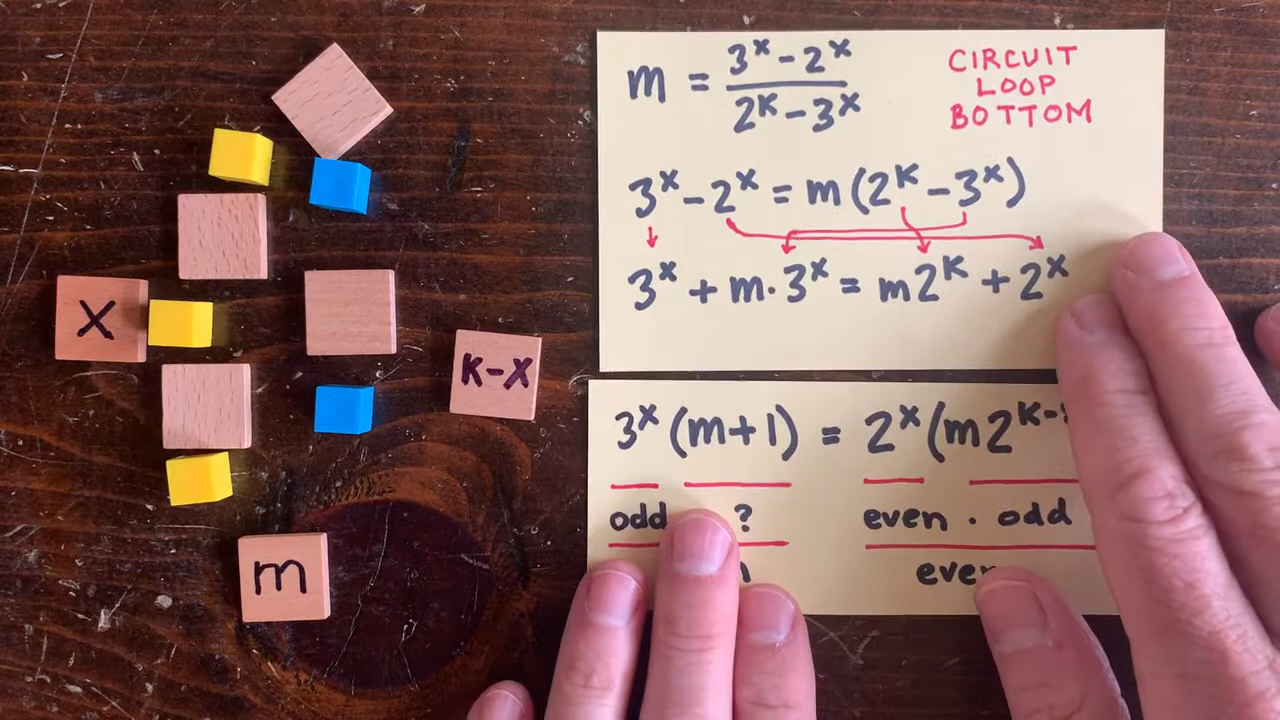 m = (3^x - 2^x) / (2^k - 3^x)
CIRCUIT
LOOP
BOTTOM
3^x - 2^x = m(2^k - 3^x)
3^x + m·3^x = m2^k + 2^x
3^x (m+1) = 2^x (m2^k-
odd ? even · odd
x
k-x
m